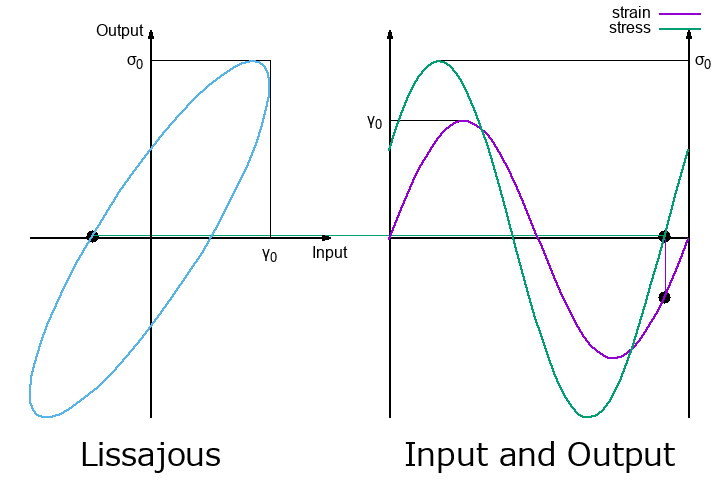 strain
Output
stress
σ0
σ0
γ0
γ0
Input
Lissajous
Input and Output